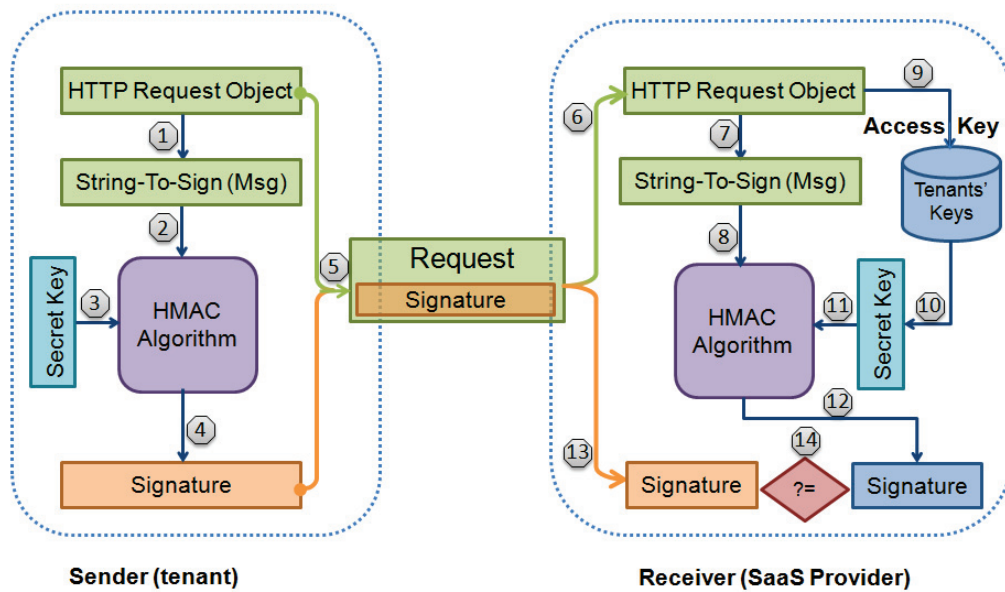 HTTP Request Object
1
String-To-Sign (Msg)
2
Secret Key
3
HMAC
Algorithm
4
Signature
Sender (tenant)
5
Request
Signature
6
HTTP Request Object
9
7
Access Key
String-To-Sign (Msg)
Tenants'
Keys
8
HMAC
Algorithm
11
Secret Key
10
12
13
Signature
14
?=
Signature
Receiver (SaaS Provider)